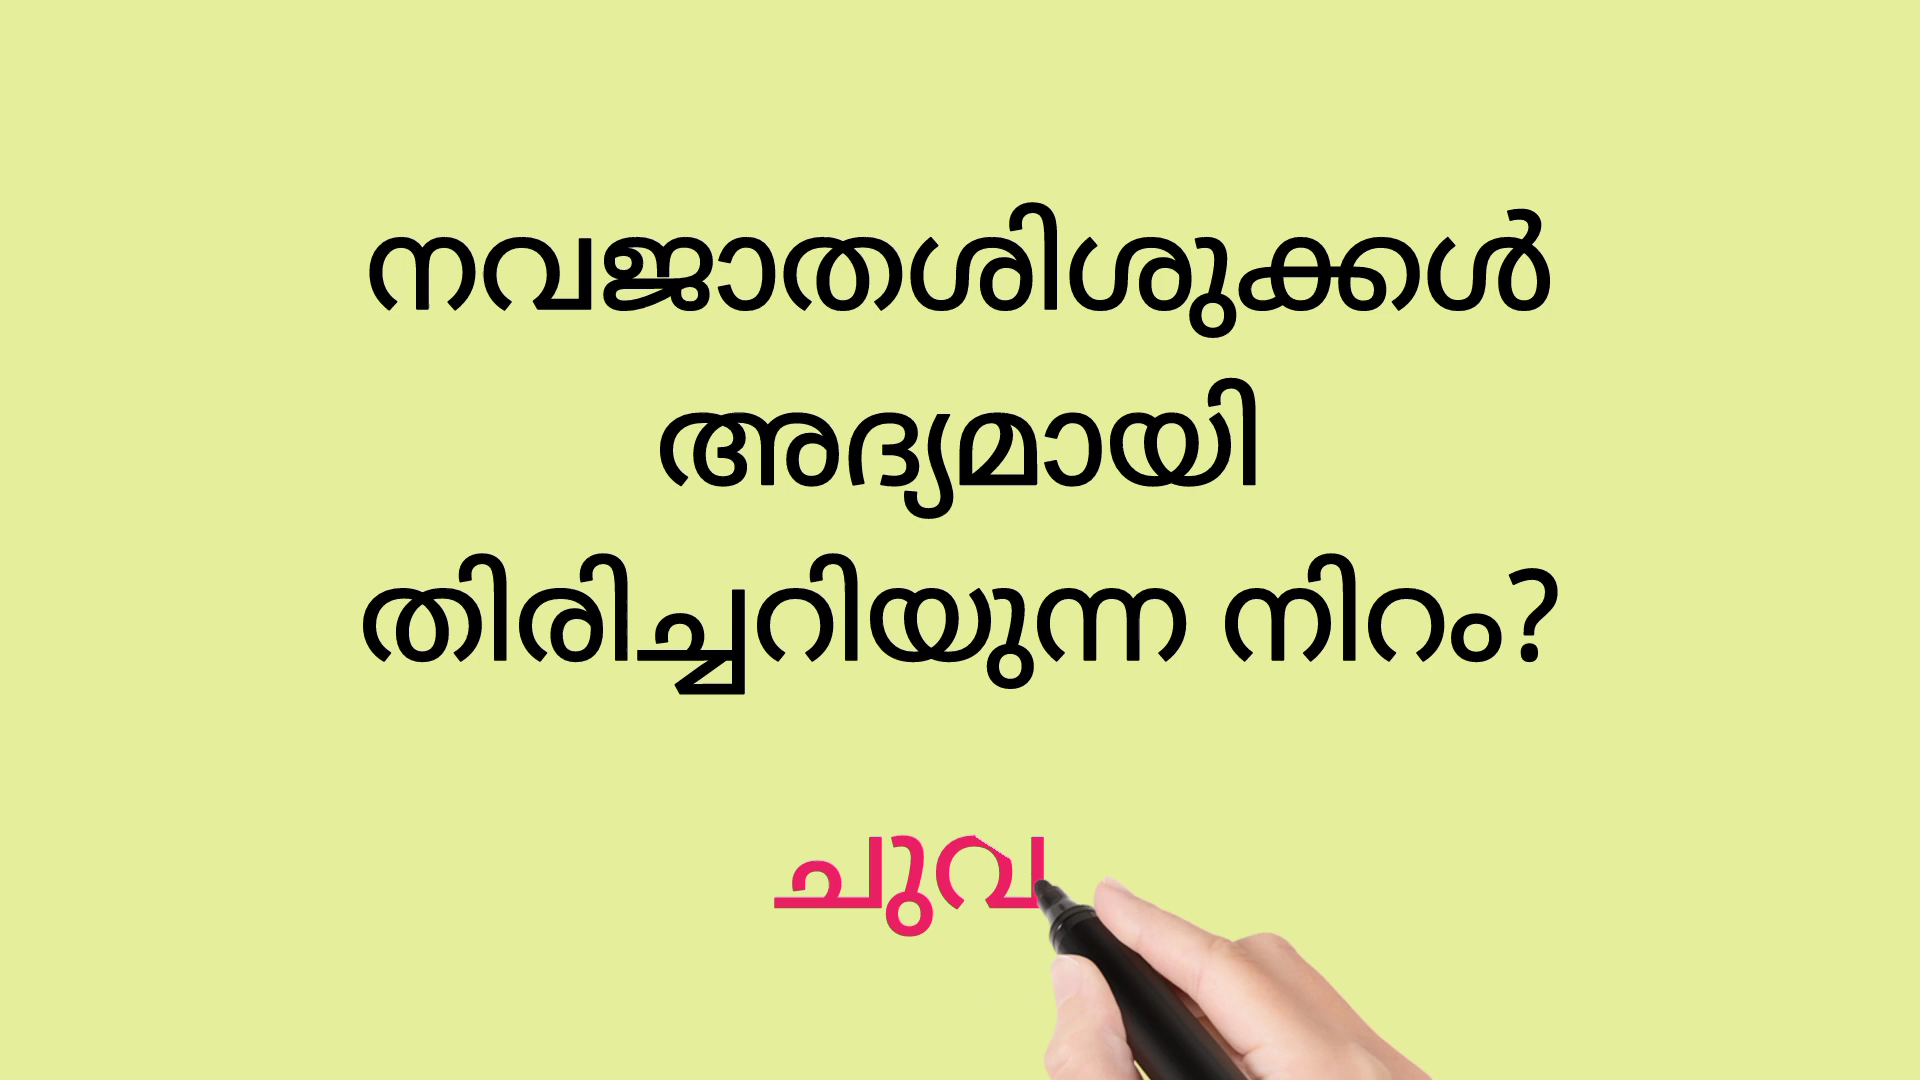 നവജാതശിശുക്കൾ
അദ്യമായി
തിരിച്ചറിയുന്ന നിറം?
ചുവ